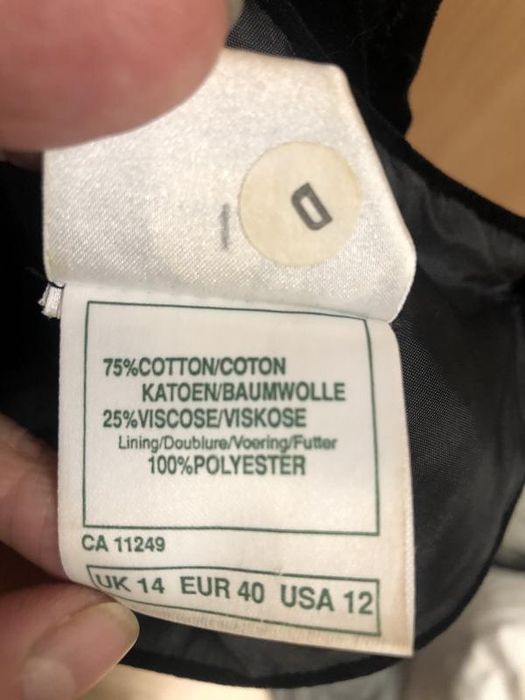 D
75%COTTON/COTON
KATOEN/BAUMWOLLE
25%VISCOSE/VISKOSE
Lining/Doublure/Voering/Futter
100%POLYESTER
CA 11249
UK 14 EUR 40 USA 12